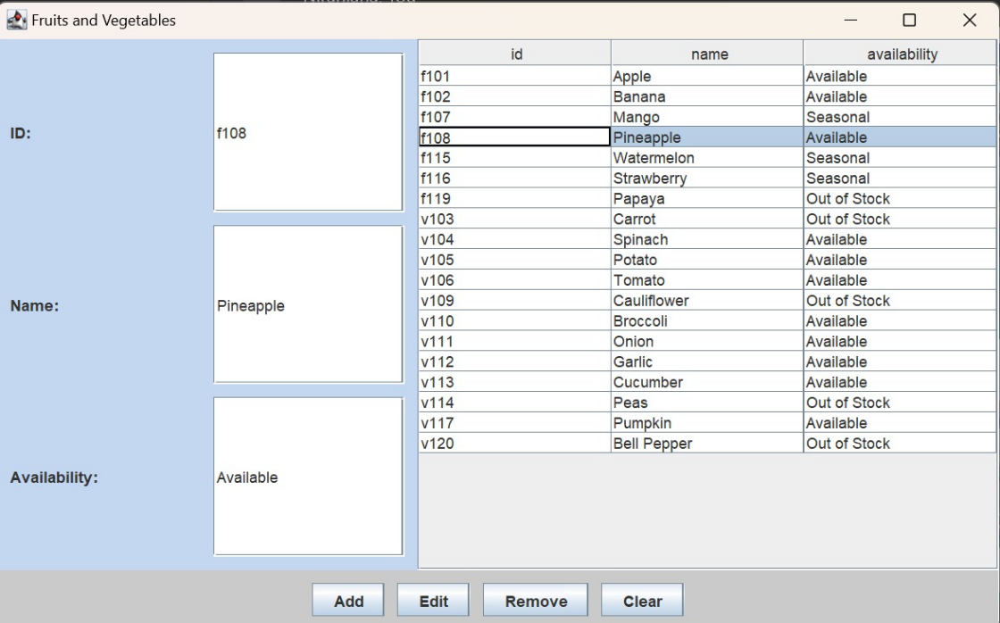 Fruits and Vegetables
ID:
f108
Name:
Pineapple
Availability:
Available
id name availability
f101 Apple Available
f102 Banana Available
f107 Mango Seasonal
f108 Pineapple Available
f115 Watermelon Seasonal
f116 Strawberry Seasonal
f119 Papaya Out of Stock
v103 Carrot Out of Stock
v104 Spinach Available
v105 Potato Available
v106 Tomato Available
v109 Cauliflower Out of Stock
v110 Broccoli Available
v111 Onion Available
v112 Garlic Available
v113 Cucumber Available
v114 Peas Out of Stock
v117 Pumpkin Available
v120 Bell Pepper Out of Stock
Add Edit Remove Clear